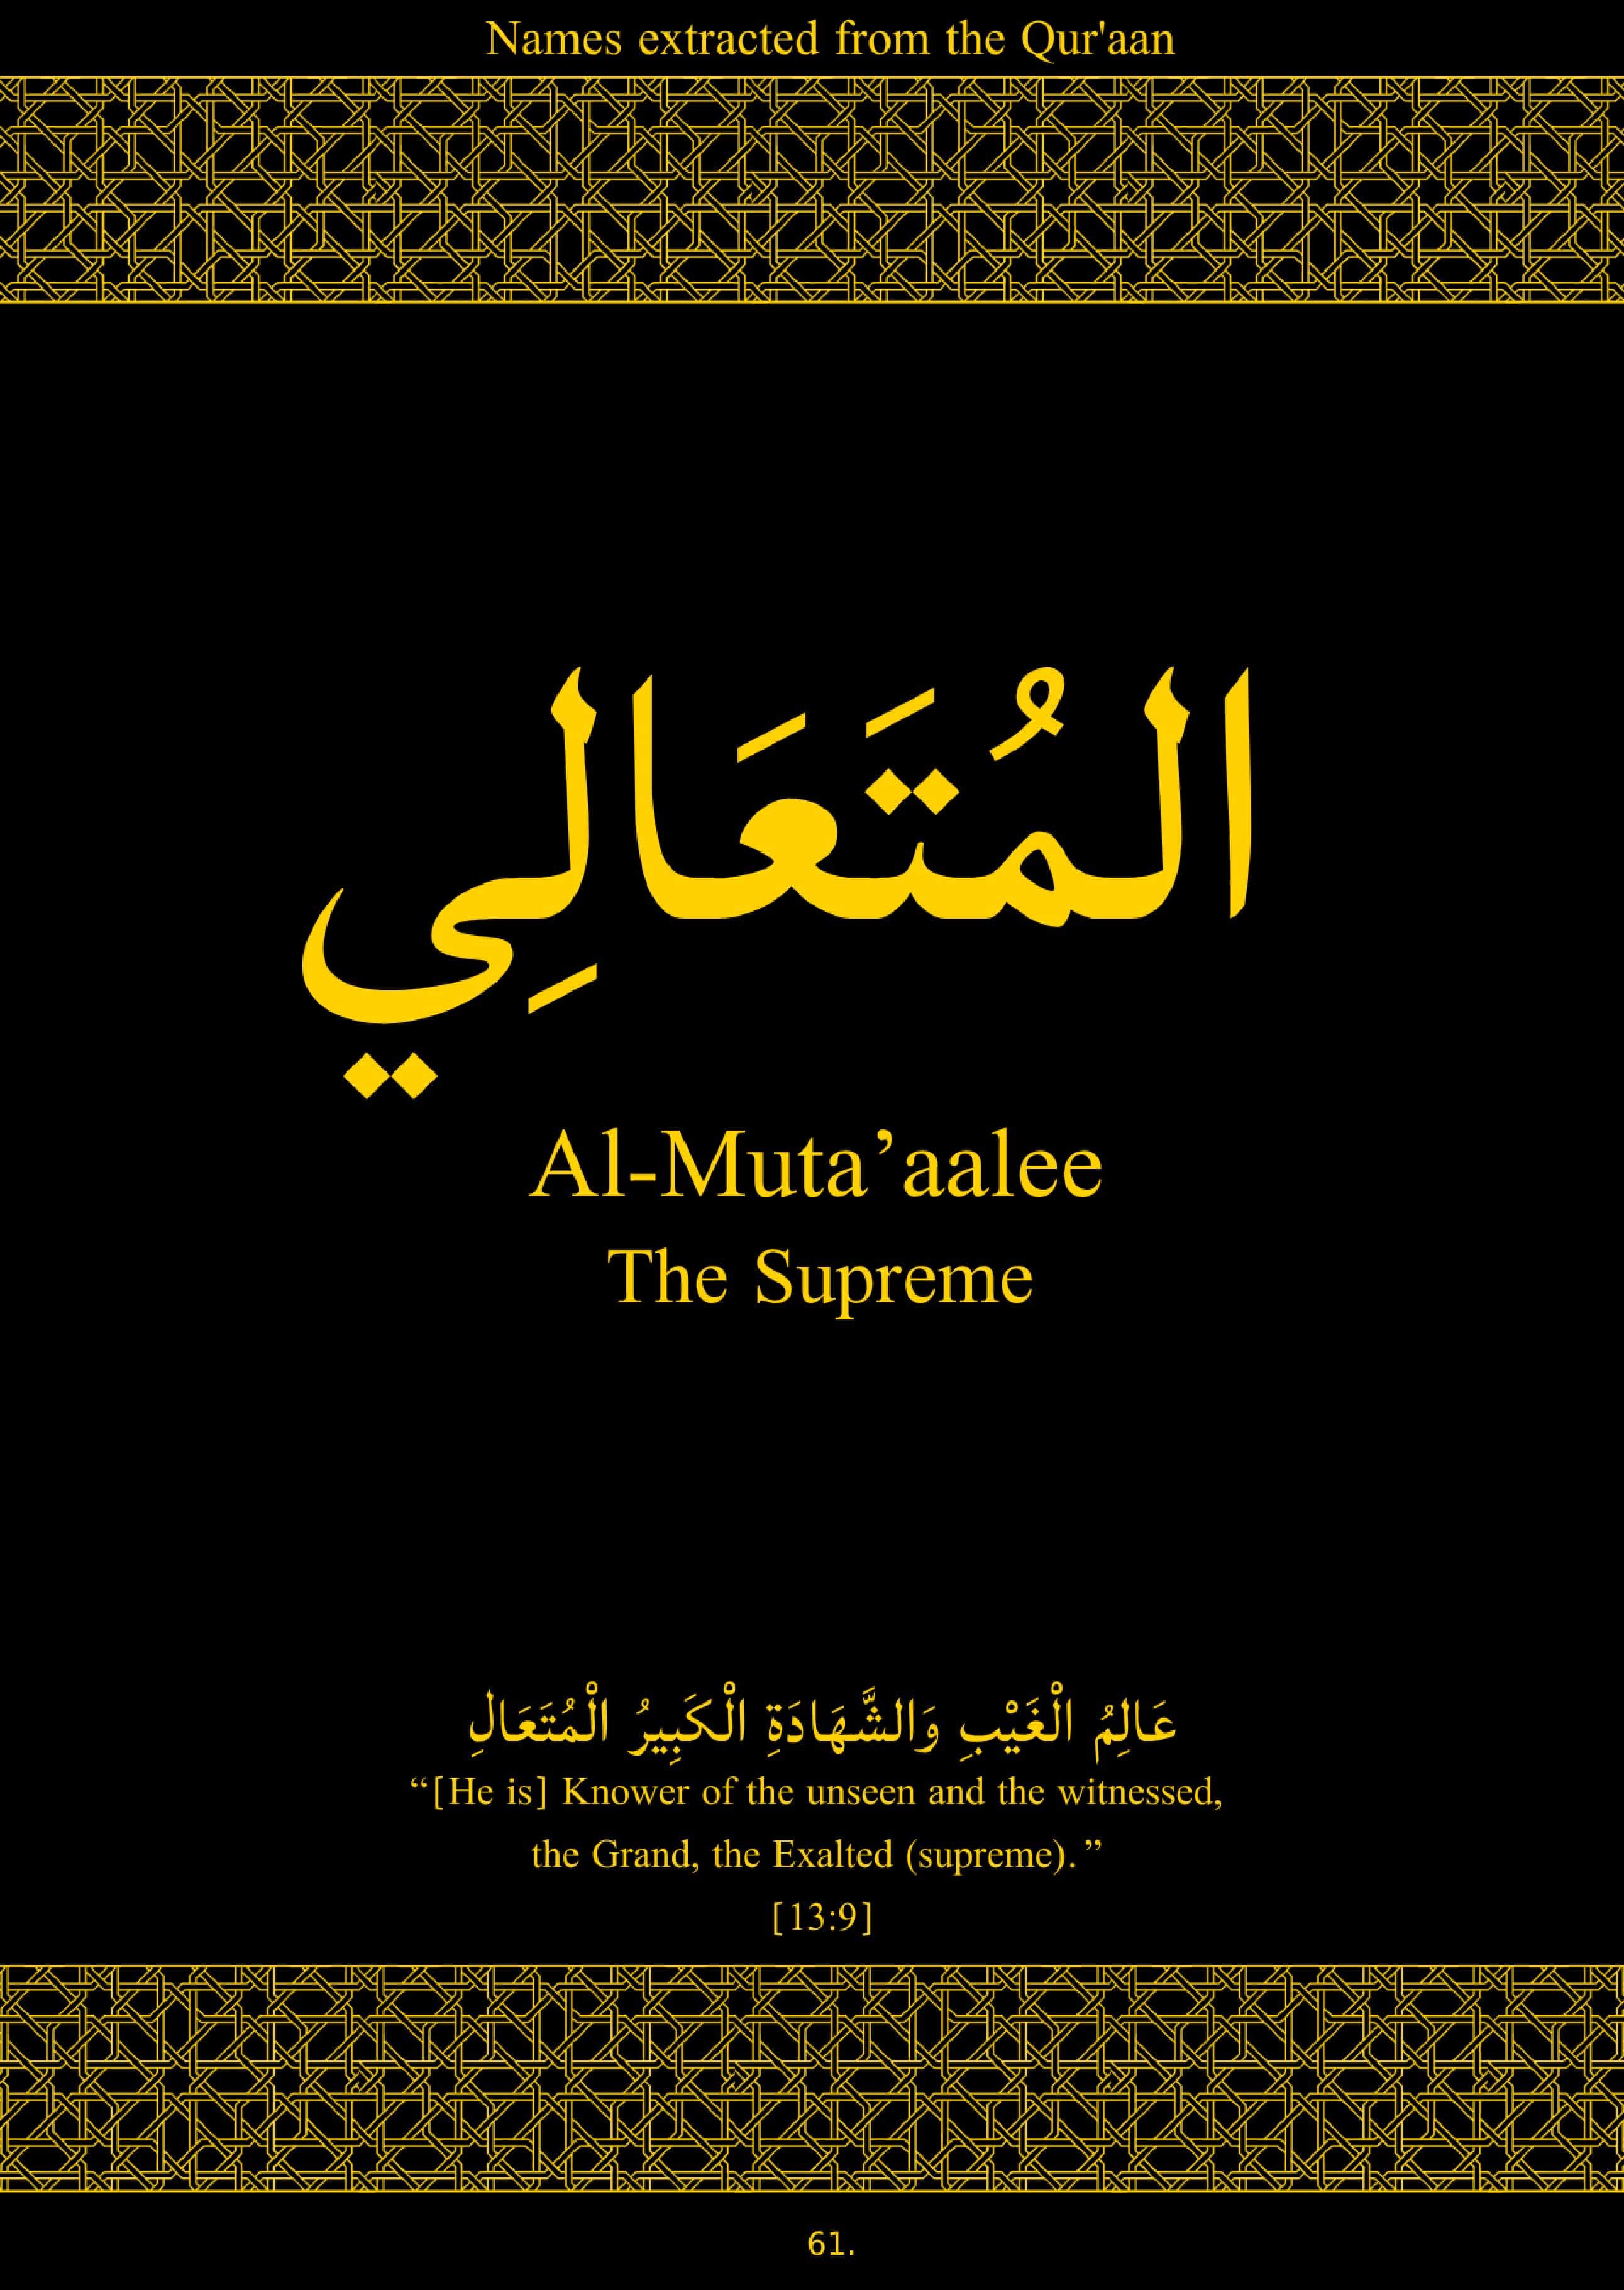 Names extracted from the Qur'aan
المُتَعَالِي
Al-Muta’aalee
The Supreme
عَالِمُ الْغَيْبِ وَالشَّهَادَةِ الْكَبِيرُ الْمُتَعَالِ
“[He is] Knower of the unseen and the witnessed,
the Grand, the Exalted (supreme).”
[13:9]
61.